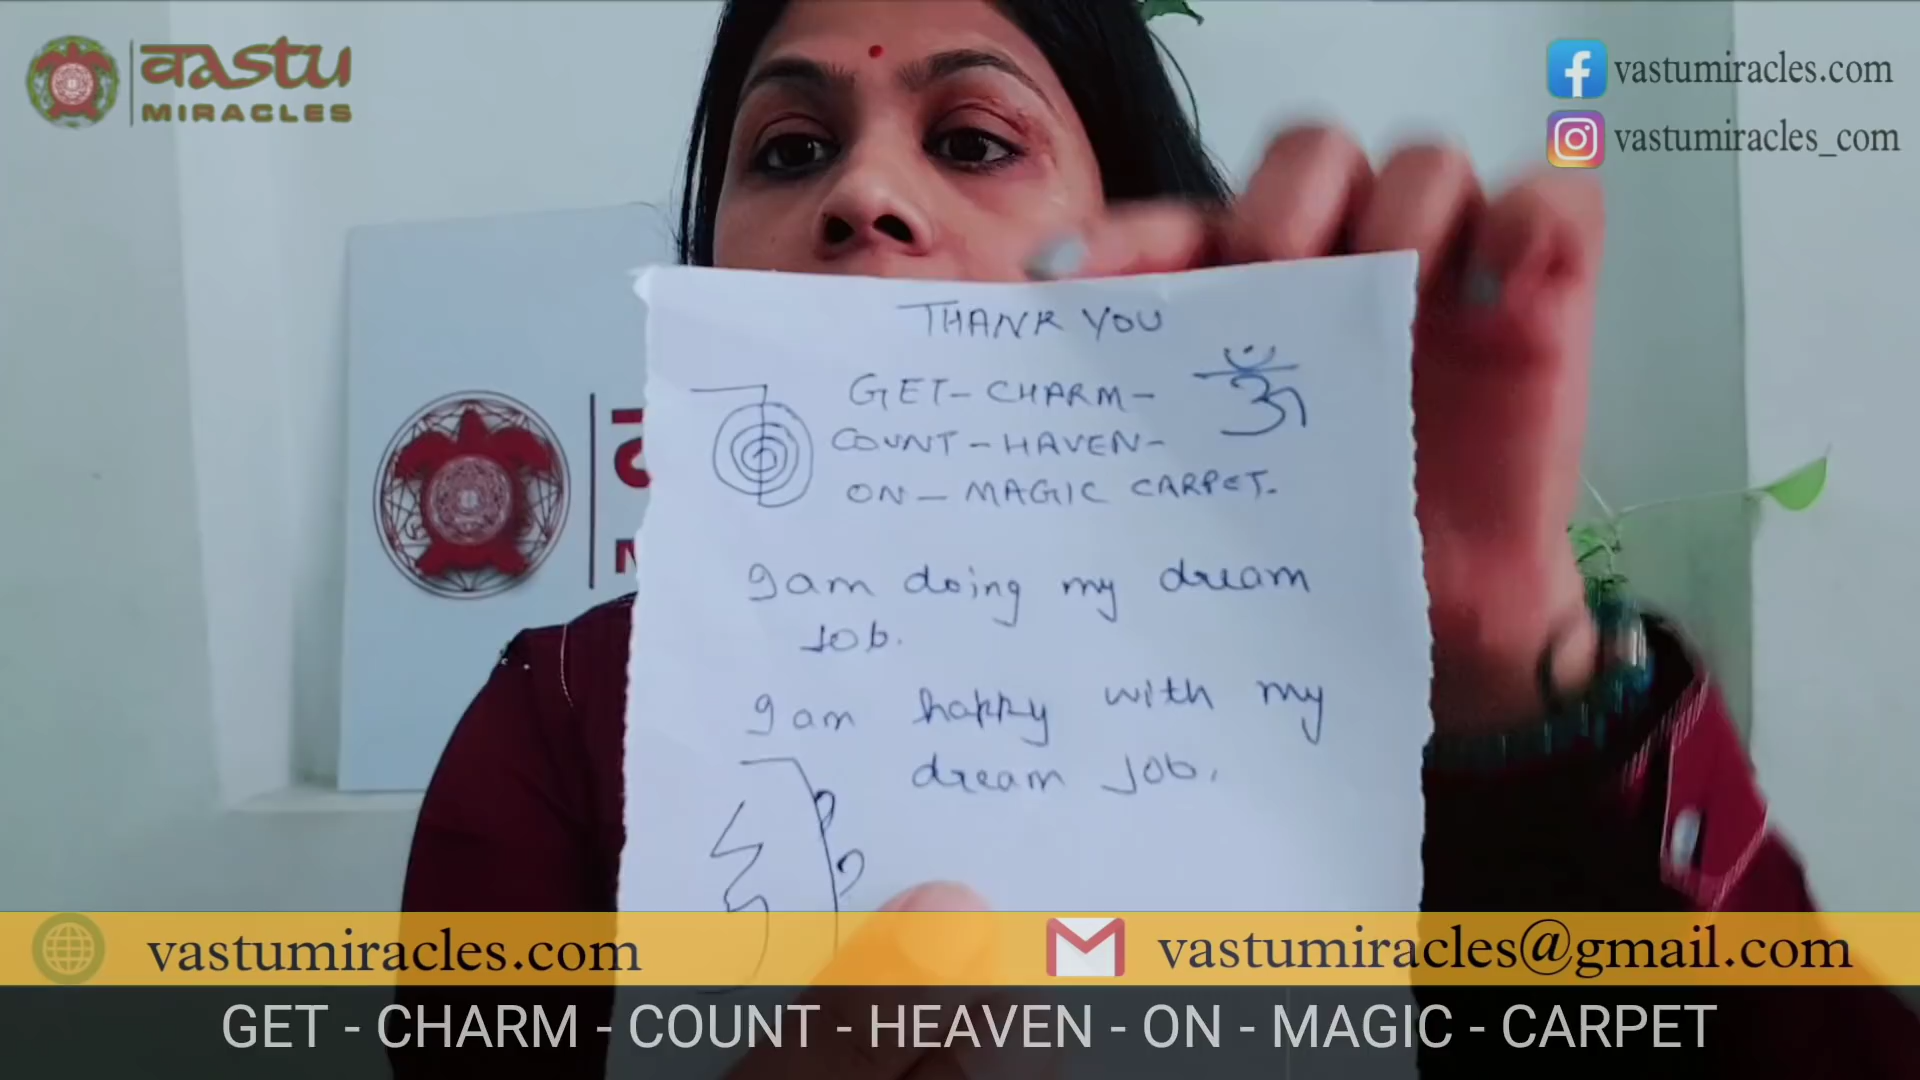 वास्तु
MIRACLES
vastumiracles.com
vastumiracles_com
THANK YOU
GET - CHARM -
COUNT - HAVEN -
ON - MAGIC CARPET.
ॐ
I am doing my dream
Job.
I am happy with my
dream Job.
vastumiracles.com
vastumiracles@gmail.com
GET - CHARM - COUNT - HEAVEN - ON - MAGIC - CARPET